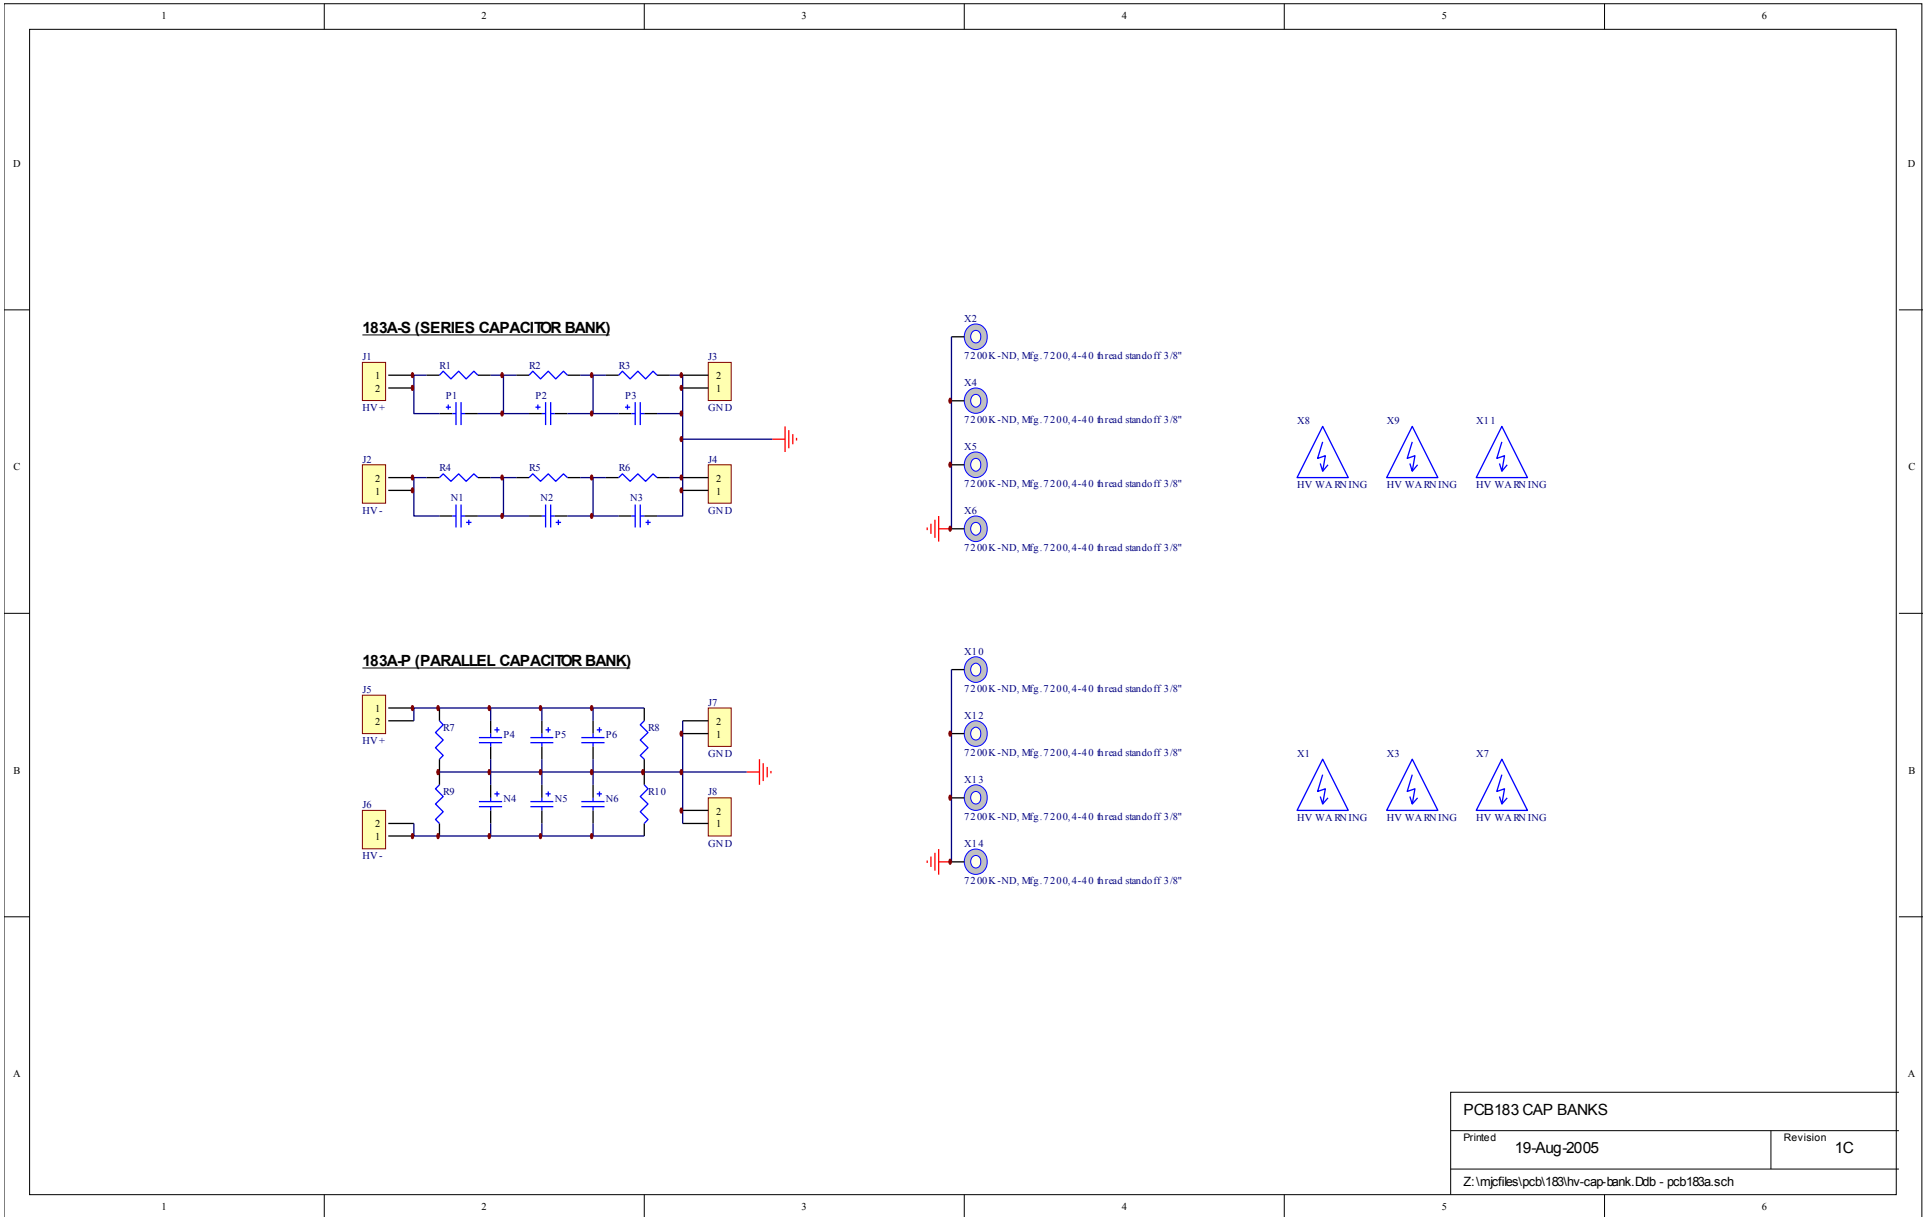 1 2 3 4 5 6
D D
183A-S (SERIES CAPACITOR BANK)
J1 R1 R2 R3 J3
1 2
2 1
P1 P2 P3
+ + +
HV+ GND
J2 R4 R5 R6 J4
2 2
1 1
N1 N2 N3
+ + +
HV- GND
X2
7200K-ND, Mfg. 7200, 4-40 thread standoff 3/8"
X4
7200K-ND, Mfg. 7200, 4-40 thread standoff 3/8"
X5
7200K-ND, Mfg. 7200, 4-40 thread standoff 3/8"
X6
7200K-ND, Mfg. 7200, 4-40 thread standoff 3/8"
X8 X9 X11
HV WARNING HV WARNING HV WARNING
C C
183A-P (PARALLEL CAPACITOR BANK)
J5 J7
1 2
2 1
R7 P4 P5 P6 R8
+ + +
HV+ GND
R9 N4 N5 N6 R10
+ + +
J6 J8
2 2
1 1
HV- GND
X10
7200K-ND, Mfg. 7200, 4-40 thread standoff 3/8"
X12
7200K-ND, Mfg. 7200, 4-40 thread standoff 3/8"
X13
7200K-ND, Mfg. 7200, 4-40 thread standoff 3/8"
X14
7200K-ND, Mfg. 7200, 4-40 thread standoff 3/8"
X1 X3 X7
HV WARNING HV WARNING HV WARNING
B B
A A
PCB183 CAP BANKS
Printed 19-Aug-2005 Revision 1C
Z:\mjcfiles\pcb\183\hv-cap-bank.Ddb - pcb183a.sch
1 2 3 4 5 6